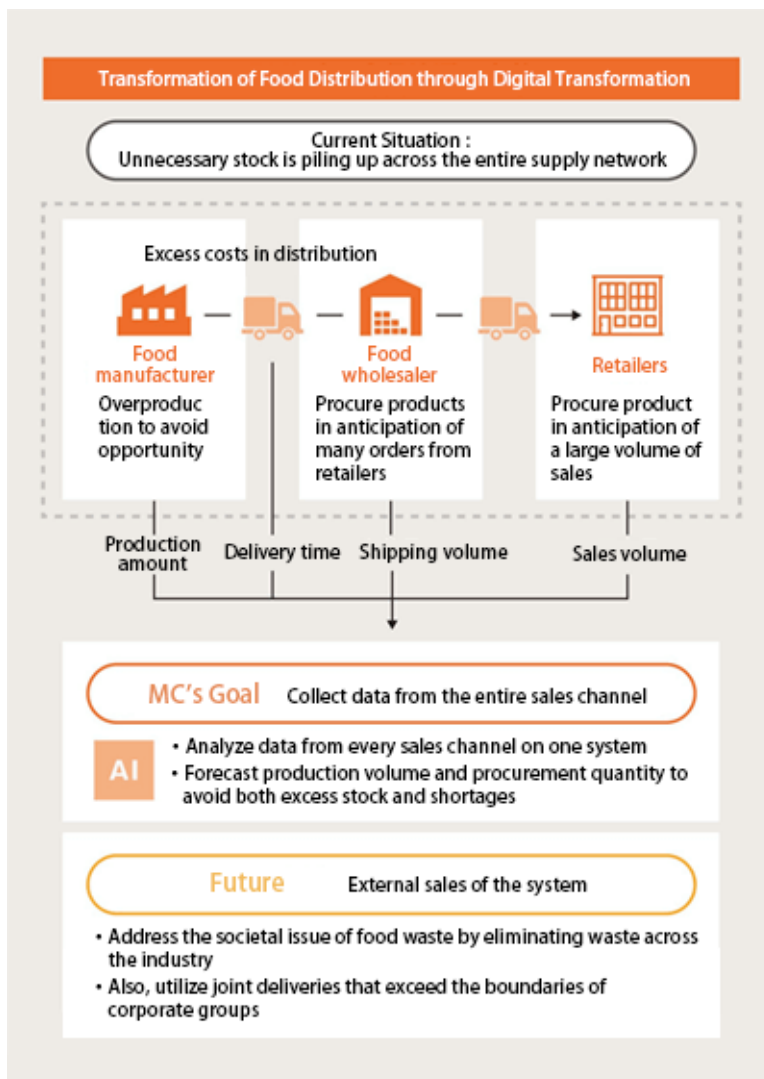 Transformation of Food Distribution through Digital Transformation
Current Situation :
Unnecessary stock is piling up across the entire supply network
Excess costs in distribution
Food
manufacturer
Overproduc
tion to avoid
opportunity
Food
wholesaler
Procure products
in anticipation of
many orders from
retailers
Retailers
Procure product
in anticipation of
a large volume of
sales
Production
amount
Delivery time
Shipping volume
Sales volume
MC's Goal Collect data from the entire sales channel
AI
• Analyze data from every sales channel on one system
• Forecast production volume and procurement quantity to
avoid both excess stock and shortages
Future External sales of the system
• Address the societal issue of food waste by eliminating waste across
the industry
• Also, utilize joint deliveries that exceed the boundaries of
corporate groups